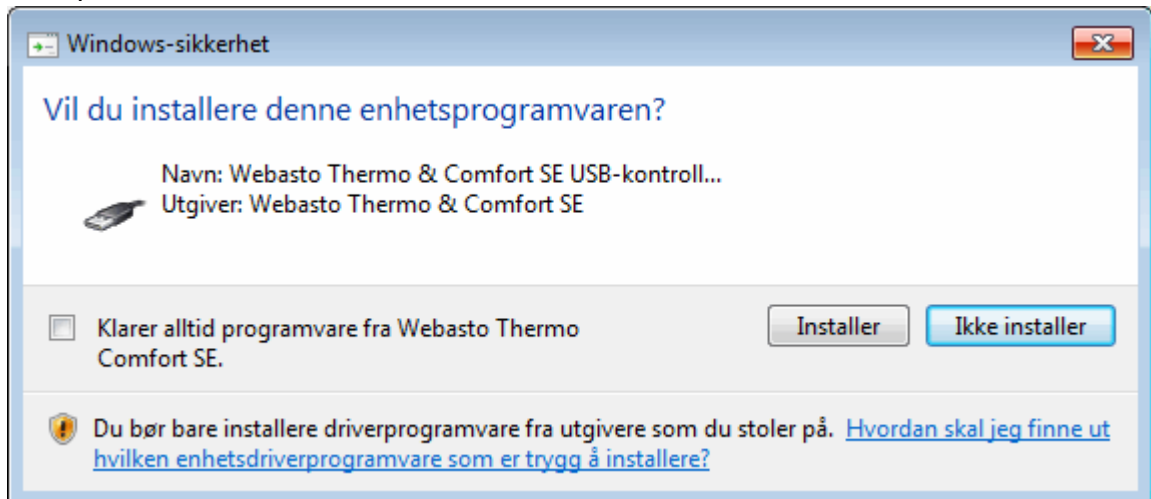 Windows-sikkerhet
Vil du installere denne enhetsprogramvaren?
Navn: Webasto Thermo & Comfort SE USB-kontroll...
Utgiver: Webasto Thermo & Comfort SE
Klarer alltid programvare fra Webasto Thermo
Comfort SE.
Installer
Ikke installer
Du bør bare installere driverprogramvare fra utgivere som du stoler på. Hvordan skal jeg finne ut
hvilken enhetsdriverprogramvare som er trygg å installere?